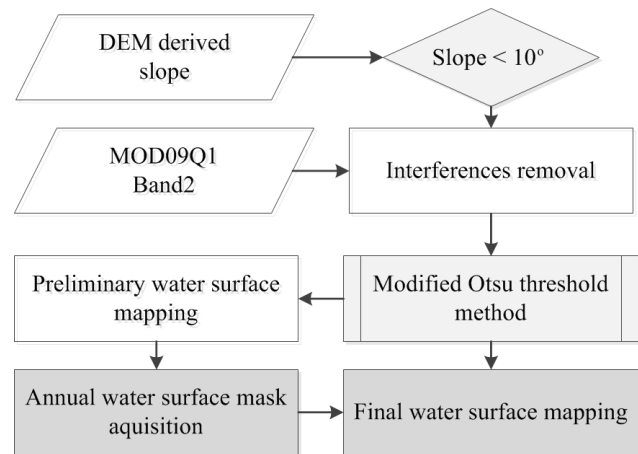 DEM derived
slope
Slope < 10°
MOD09Q1
Band2
Interferences removal
Preliminary water surface
mapping
Modified Otsu threshold
method
Annual water surface mask
aquisition
Final water surface mapping